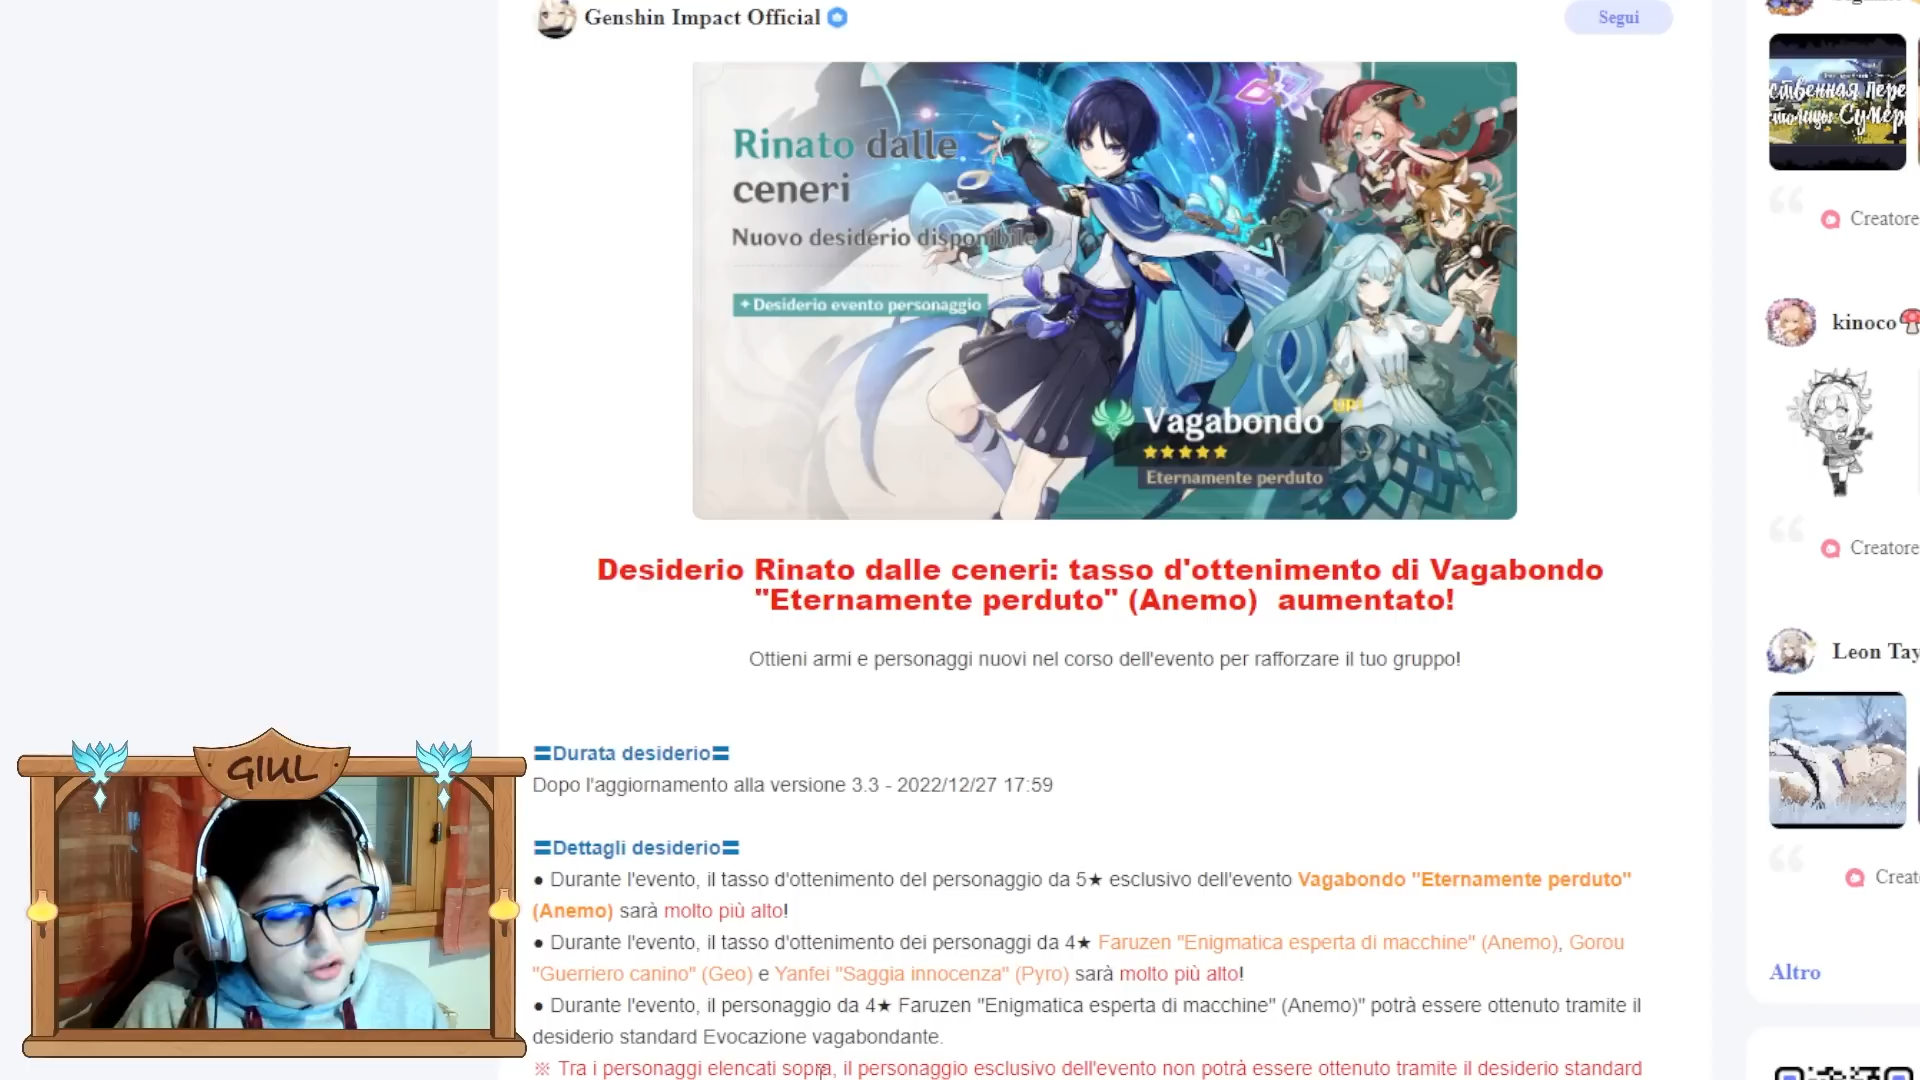 Genshin Impact Official
Segui
Rinato dalle
ceneri
Nuovo desiderio disponibile
Desiderio evento personaggio
Vagabondo
UP!
Eternamente perduto
Desiderio Rinato dalle ceneri: tasso d'ottenimento di Vagabondo
"Eternamente perduto" (Anemo) aumentato!
Ottieni armi e personaggi nuovi nel corso dell'evento per rafforzare il tuo gruppo!
〓Durata desiderio〓
Dopo l'aggiornamento alla versione 3.3 - 2022/12/27 17:59
〓Dettagli desiderio〓
● Durante l'evento, il tasso d'ottenimento del personaggio da 5★ esclusivo dell'evento Vagabondo "Eternamente perduto"
(Anemo) sarà molto più alto!
● Durante l'evento, il tasso d'ottenimento dei personaggi da 4★ Faruzen "Enigmatica esperta di macchine" (Anemo), Gorou
"Guerriero canino" (Geo) e Yanfei "Saggia innocenza" (Pyro) sarà molto più alto!
● Durante l'evento, il personaggio da 4★ Faruzen "Enigmatica esperta di macchine" (Anemo)" potrà essere ottenuto tramite il
desiderio standard Evocazione vagabondante.
※ Tra i personaggi elencati sopra, il personaggio esclusivo dell'evento non potrà essere ottenuto tramite il desiderio standard
GIUL
Creatore
kinoco
Creatore
Leon Tay
Creat
Altro